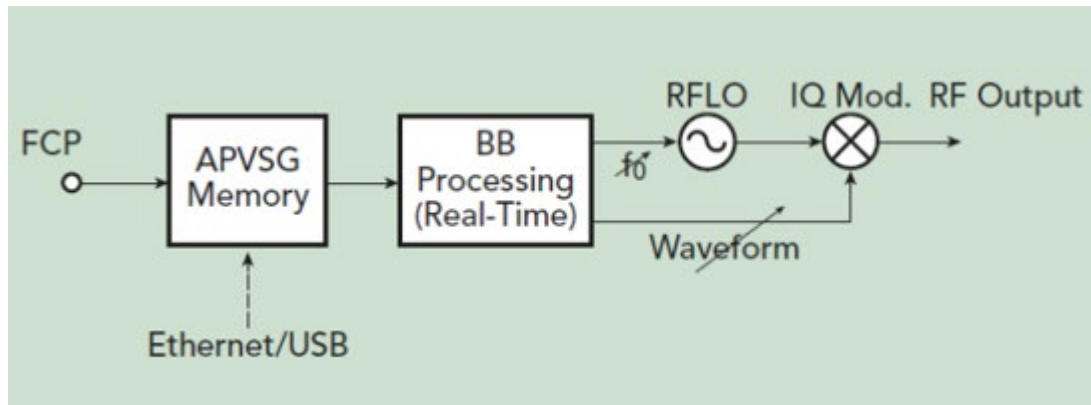 RFLO IQ Mod. RF Output
FCP
APVSG
Memory
BB
Processing
(Real-Time)
f0
Waveform
Ethernet/USB